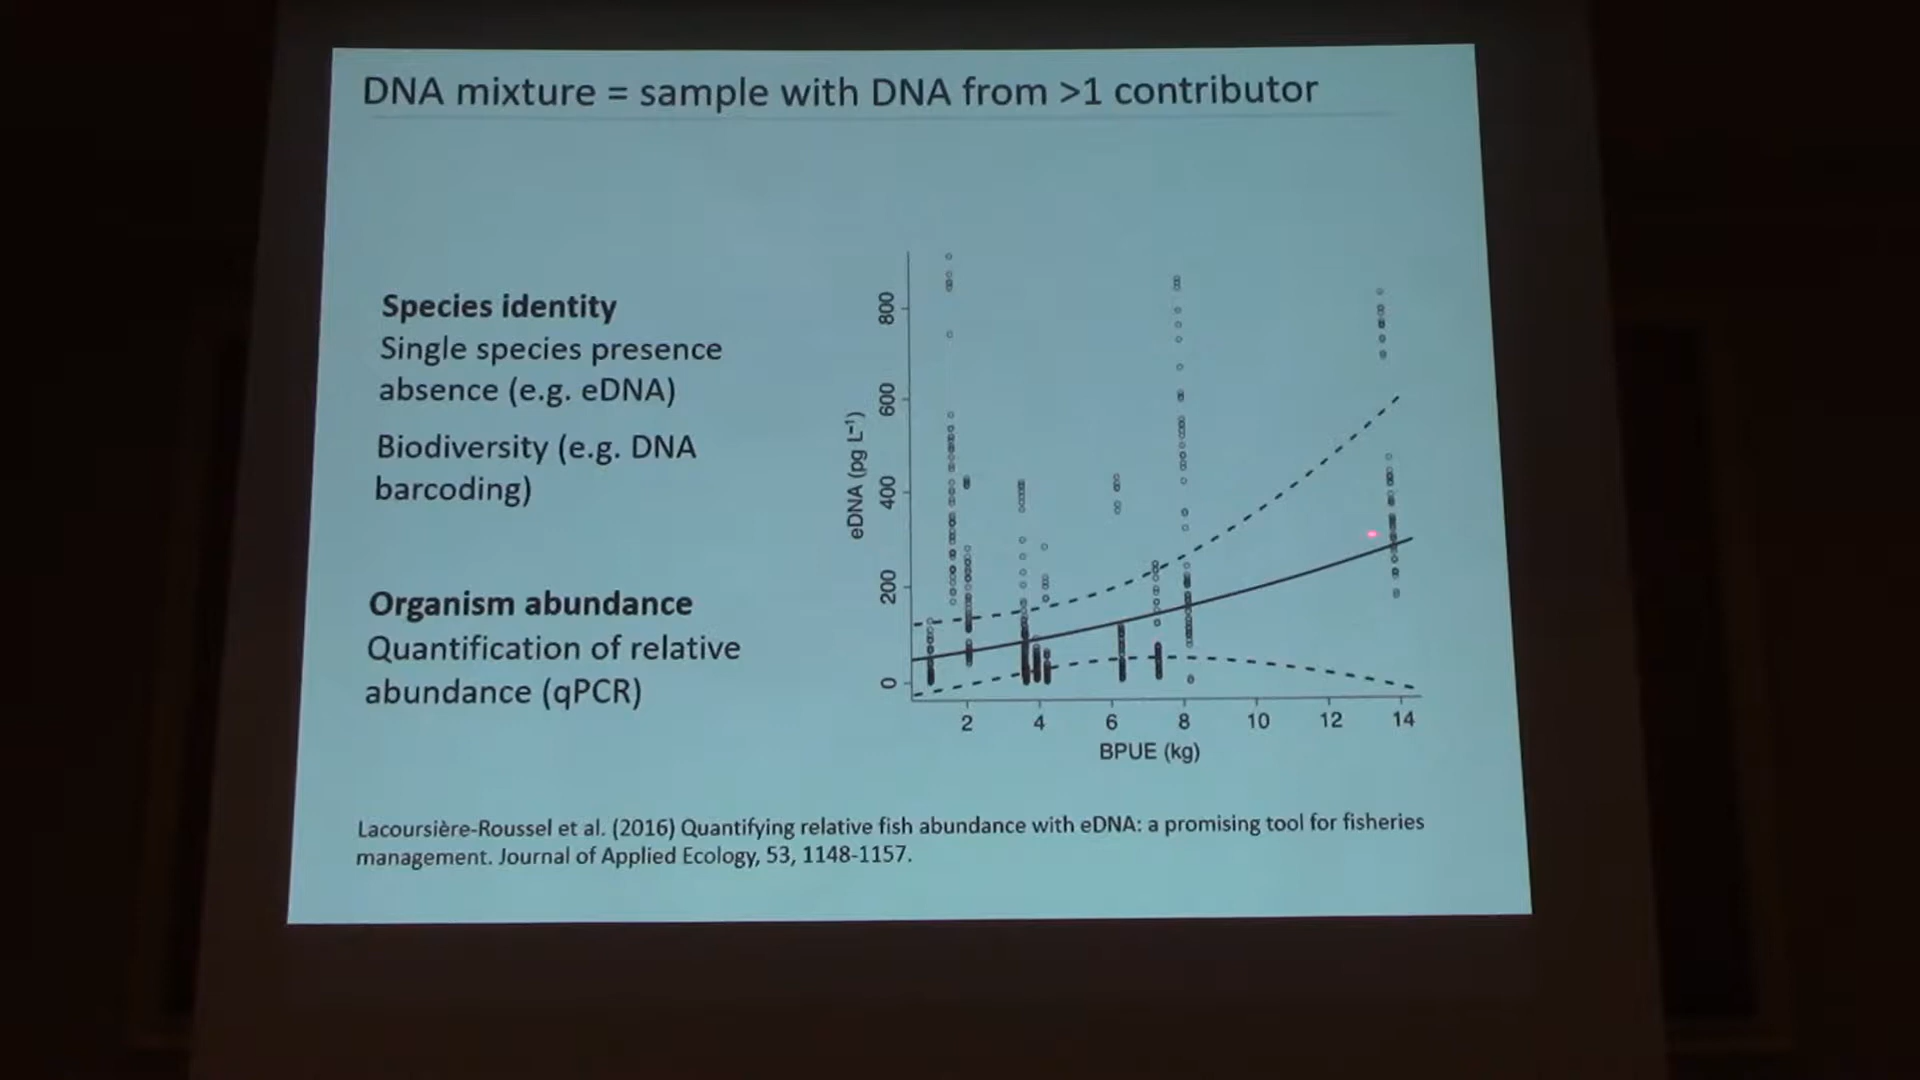 DNA mixture = sample with DNA from >1 contributor
Species identity
Single species presence
absence (e.g. eDNA)
Biodiversity (e.g. DNA
barcoding)
Organism abundance
Quantification of relative
abundance (qPCR)
eDNA (pg L⁻¹)
800
600
400
200
0
2 4 6 8 10 12 14
BPUE (kg)
Lacoursière-Roussel et al. (2016) Quantifying relative fish abundance with eDNA: a promising tool for fisheries
management. Journal of Applied Ecology, 53, 1148-1157.